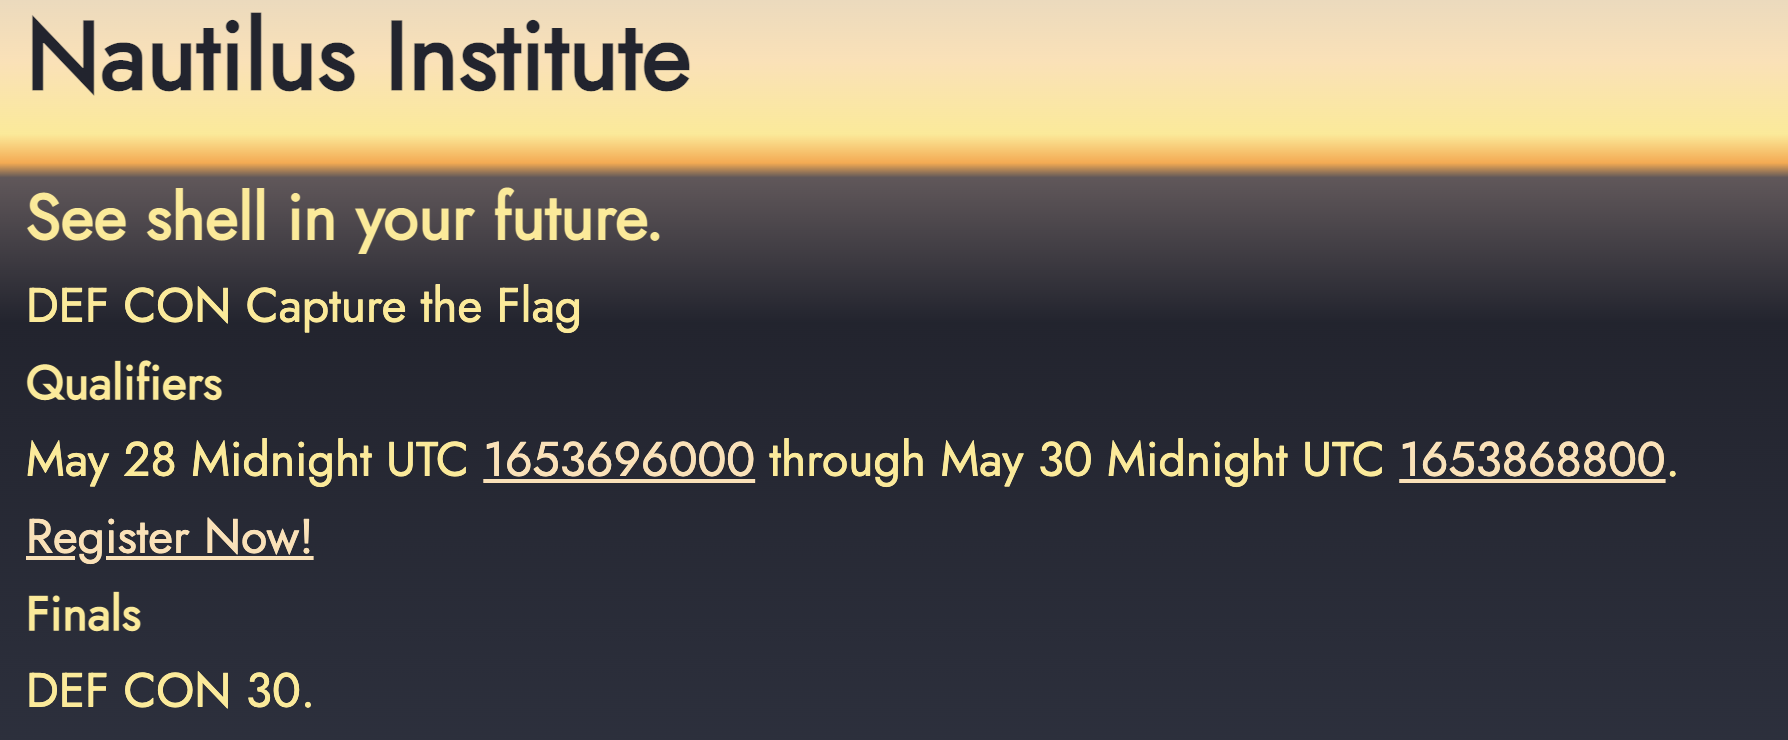 Nautilus Institute
See shell in your future.
DEF CON Capture the Flag
Qualifiers
May 28 Midnight UTC 1653696000 through May 30 Midnight UTC 1653868800.
Register Now!
Finals
DEF CON 30.